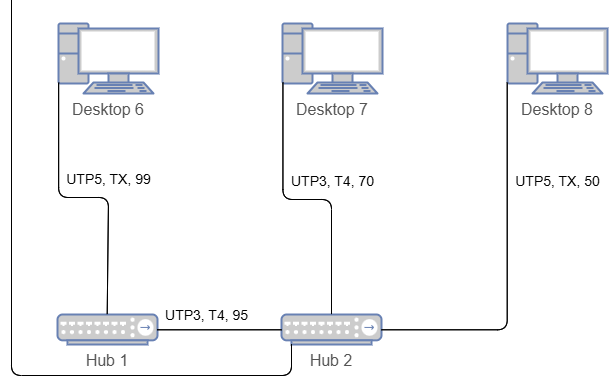 Desktop 6
Desktop 7
Desktop 8
UTP5, TX, 99
UTP3, T4, 70
UTP5, TX, 50
UTP3, T4, 95
Hub 1
Hub 2